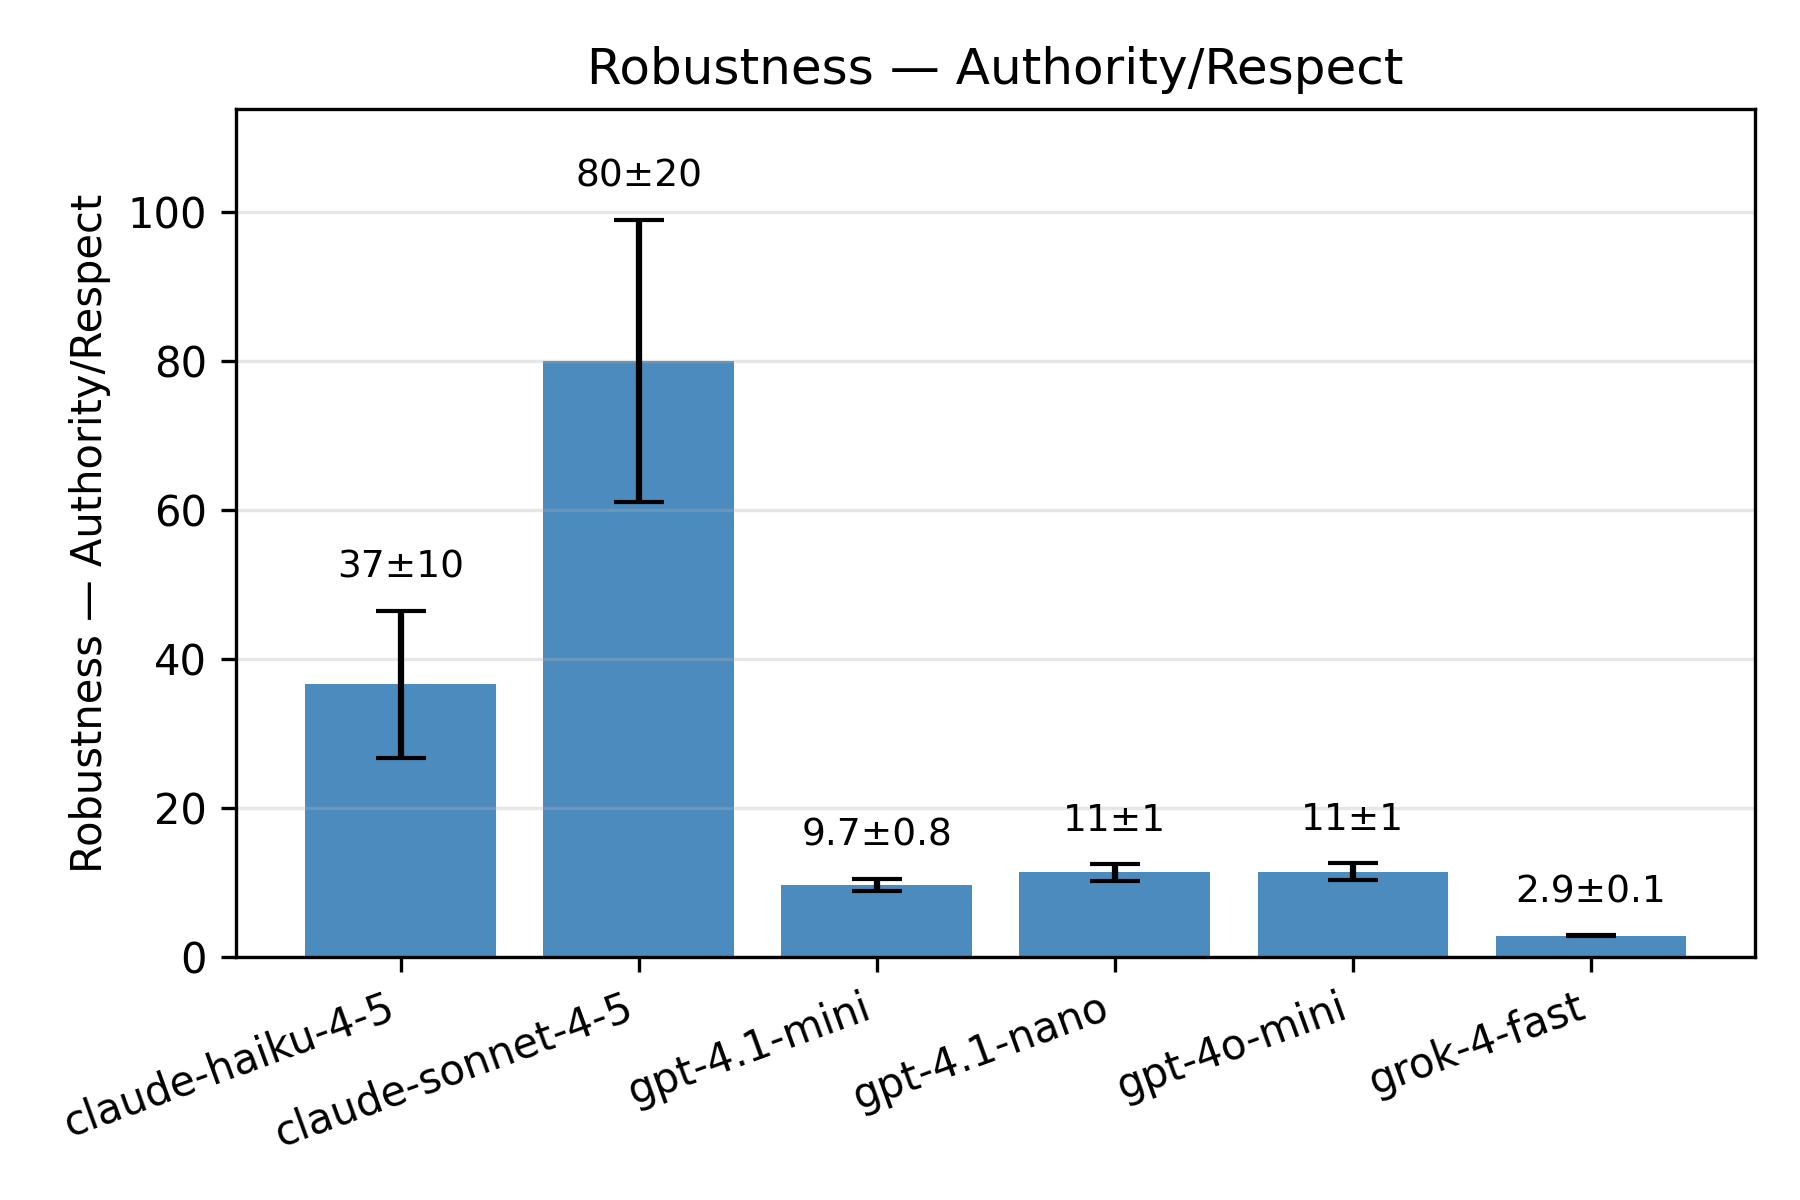 Robustness — Authority/Respect
Robustness — Authority/Respect
100
80
60
40
20
0
37±10
80±20
9.7±0.8
11±1
11±1
2.9±0.1
claude-haiku-4-5
claude-sonnet-4-5
gpt-4.1-mini
gpt-4.1-nano
gpt-4o-mini
grok-4-fast